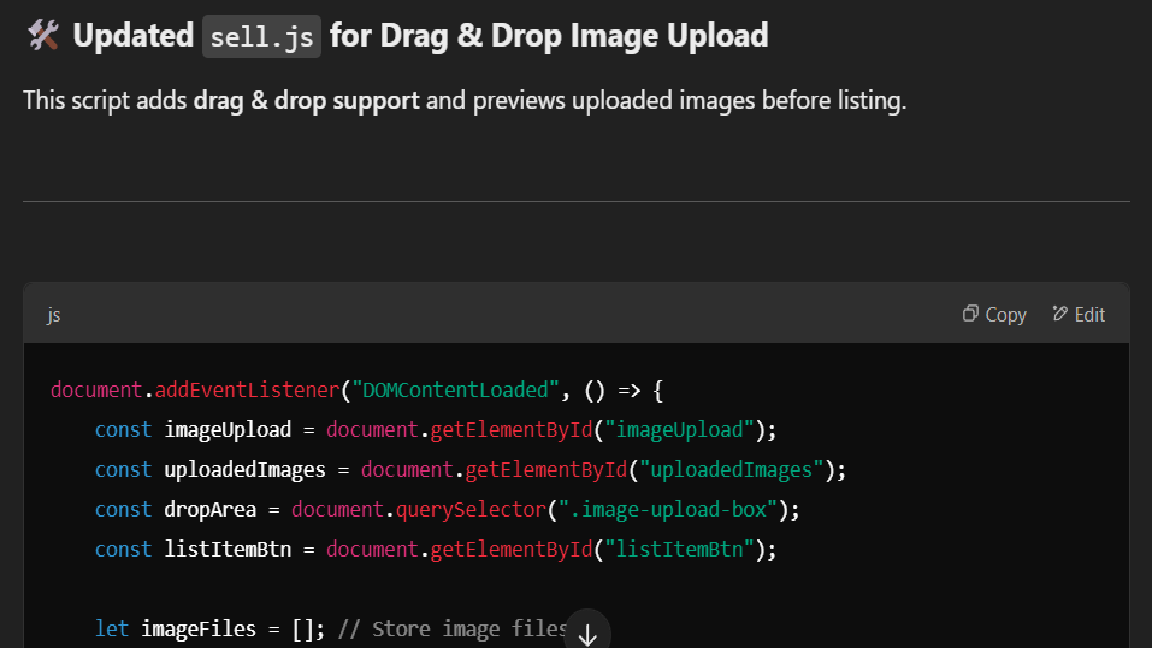 🛠️ Updated sell.js for Drag & Drop Image Upload
This script adds drag & drop support and previews uploaded images before listing.
js Copy Edit
document.addEventListener("DOMContentLoaded", () => {
    const imageUpload = document.getElementById("imageUpload");
    const uploadedImages = document.getElementById("uploadedImages");
    const dropArea = document.querySelector(".image-upload-box");
    const listItemBtn = document.getElementById("listItemBtn");
    let imageFiles = []; // Store image files